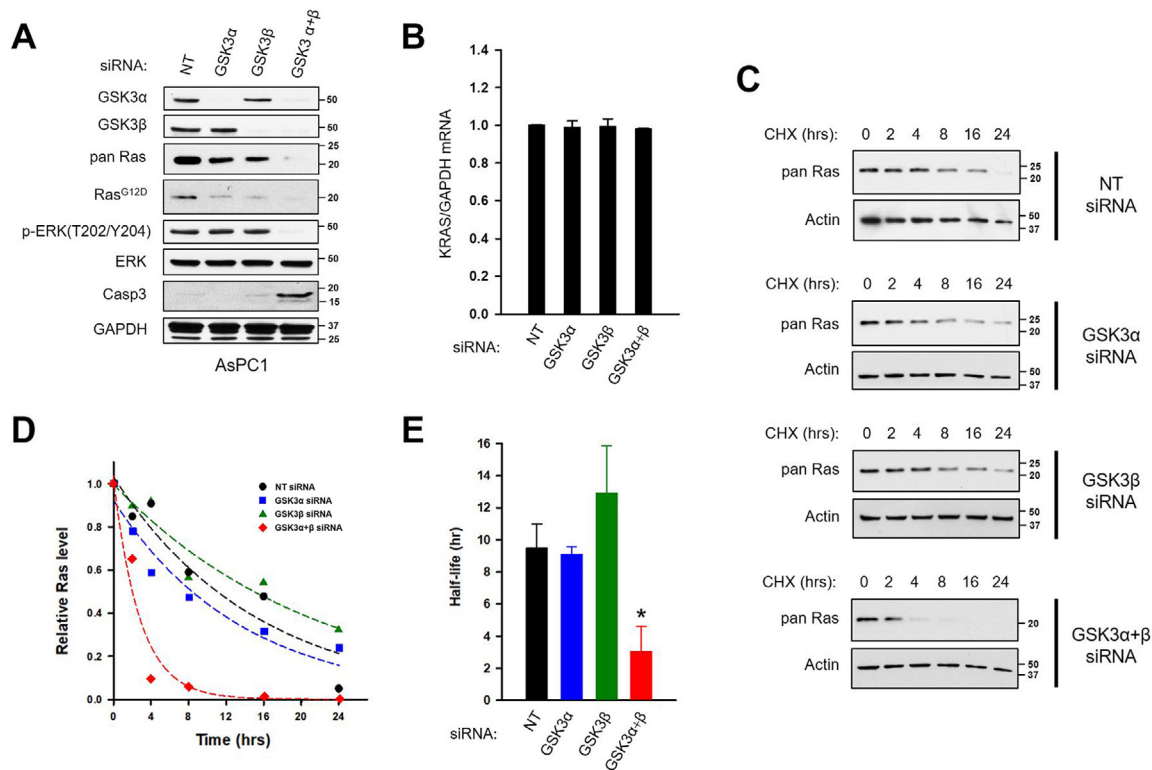 A
siRNA: NT GSK3α GSK3β GSK3 α+β
GSK3α 50
GSK3β 50
pan Ras 25
20
RasG12D 20
p-ERK(T202/Y204) 50
ERK 50
Casp3 20
15
GAPDH 37
25
AsPC1
B
KRAS/GAPDH mRNA
1.4
1.2
1.0
0.8
0.6
0.4
0.2
0.0
siRNA: NT GSK3α GSK3β GSK3α+β
C
CHX (hrs): 0 2 4 8 16 24
pan Ras 25
20
Actin 50
37
NT
siRNA
CHX (hrs): 0 2 4 8 16 24
pan Ras 25
20
Actin 50
37
GSK3α
siRNA
CHX (hrs): 0 2 4 8 16 24
pan Ras 25
20
Actin 50
37
GSK3β
siRNA
CHX (hrs): 0 2 4 8 16 24
pan Ras 20
Actin 50
37
GSK3α+β
siRNA
D
Relative Ras level
1.0
0.8
0.6
0.4
0.2
0.0
NT siRNA
GSK3α siRNA
GSK3β siRNA
GSK3α+β siRNA
0 4 8 12 16 20 24
Time (hrs)
E
Half-life (hr)
16
14
12
10
8
6
4
2
0
*
siRNA: NT GSK3α GSK3β GSK3α+β